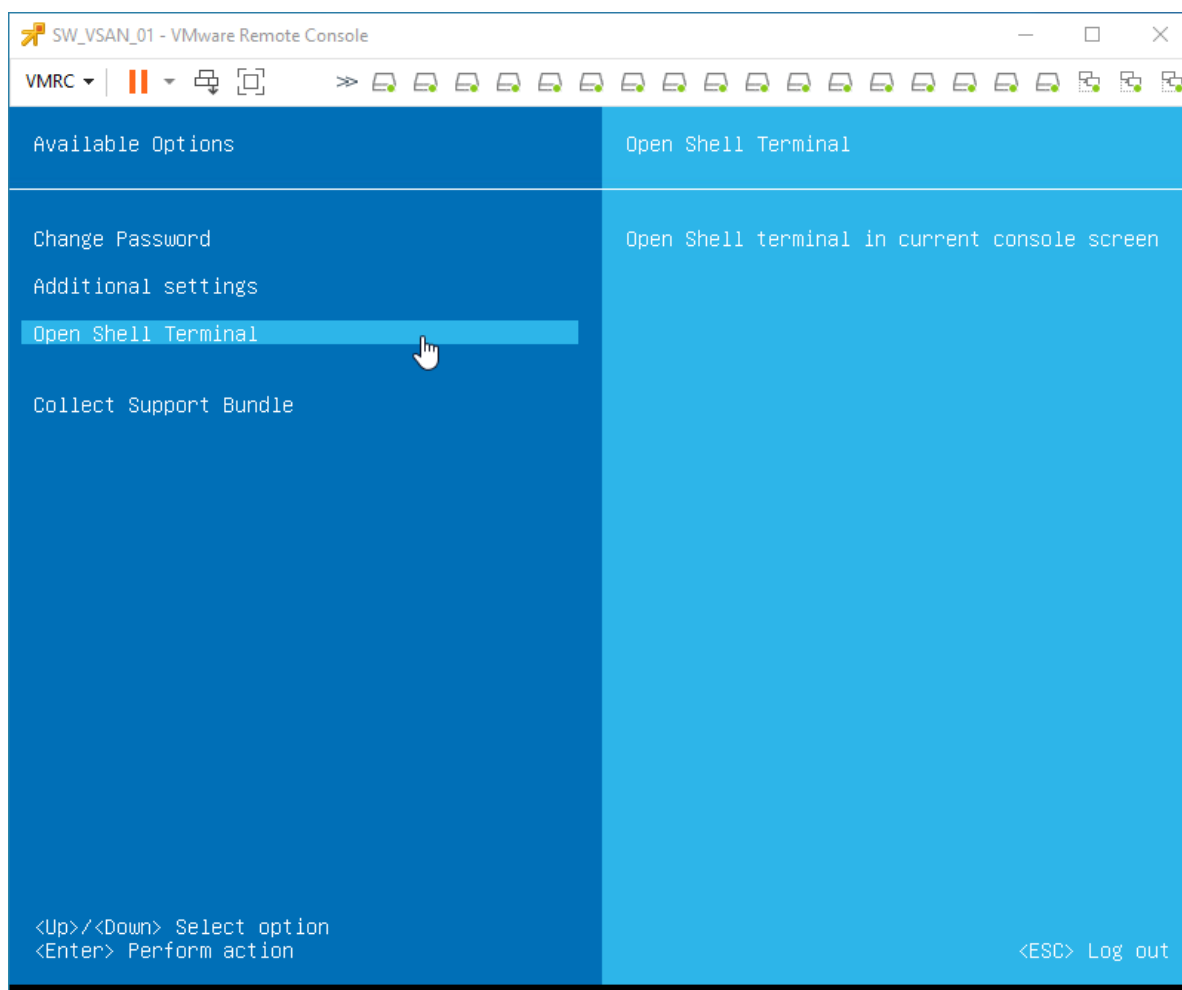 SW_VSAN_01 - VMware Remote Console
VMRC
Available Options
Open Shell Terminal
Change Password
Open Shell terminal in current console screen
Additional settings
Open Shell Terminal
Collect Support Bundle
<Up>/<Down> Select option
<Enter> Perform action
<ESC> Log out